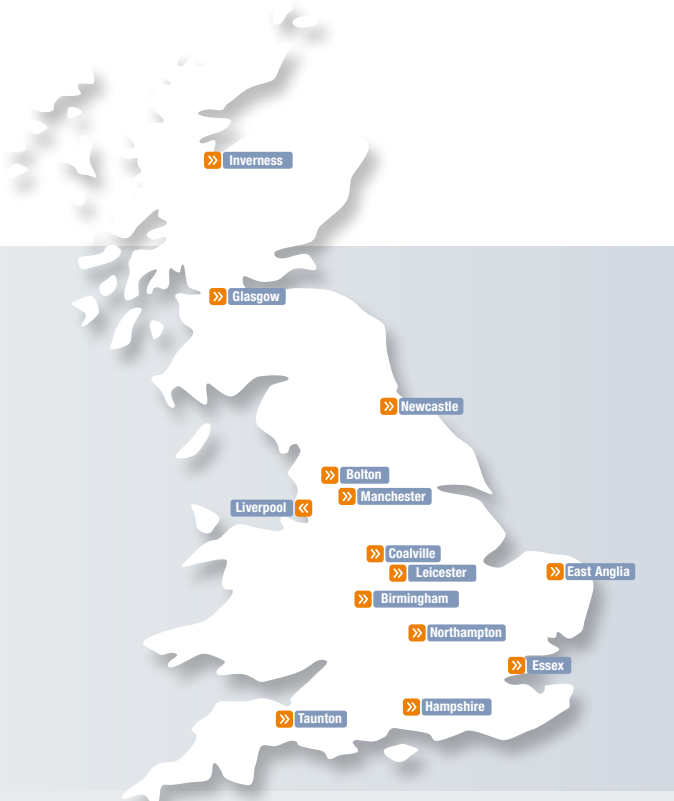 Inverness
Glasgow
Newcastle
Bolton
Manchester
Liverpool
Coalville
Leicester
East Anglia
Birmingham
Northampton
Essex
Hampshire
Taunton